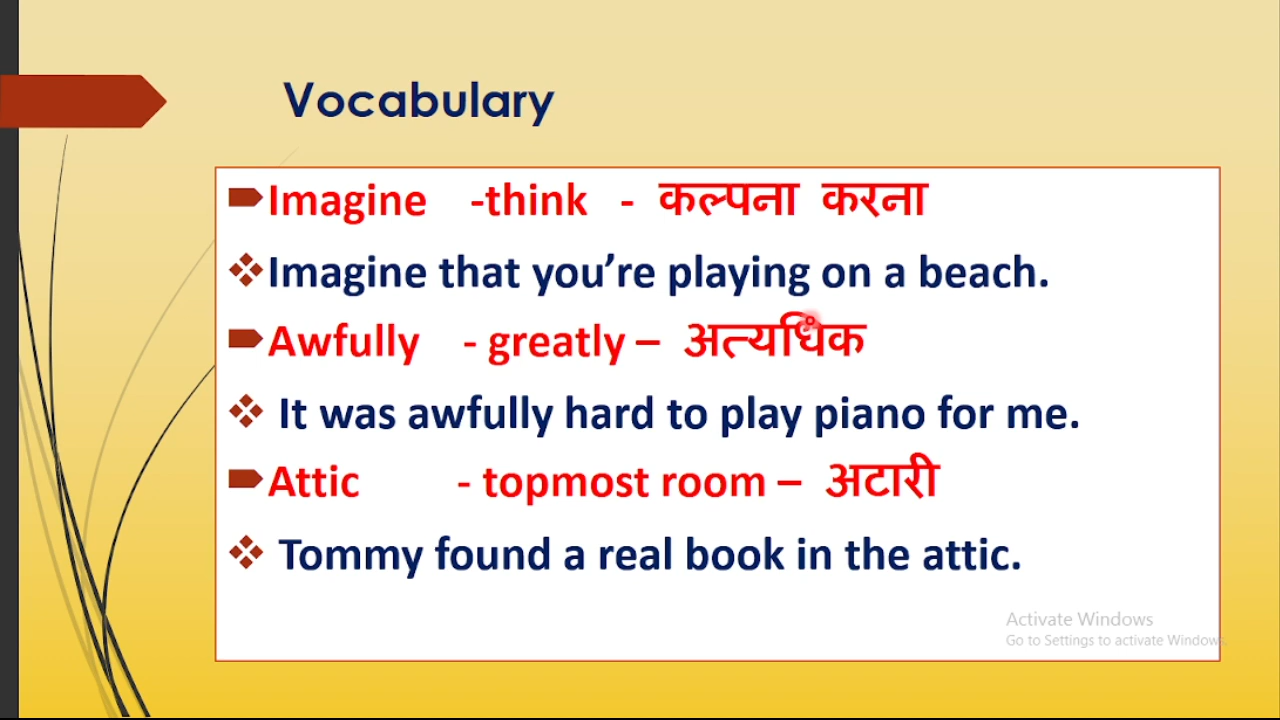 Vocabulary
Imagine -think - कल्पना करना
Imagine that you’re playing on a beach.
Awfully - greatly – अत्यधिक
It was awfully hard to play piano for me.
Attic - topmost room – अटारी
Tommy found a real book in the attic.
Activate Windows
Go to Settings to activate Windows.